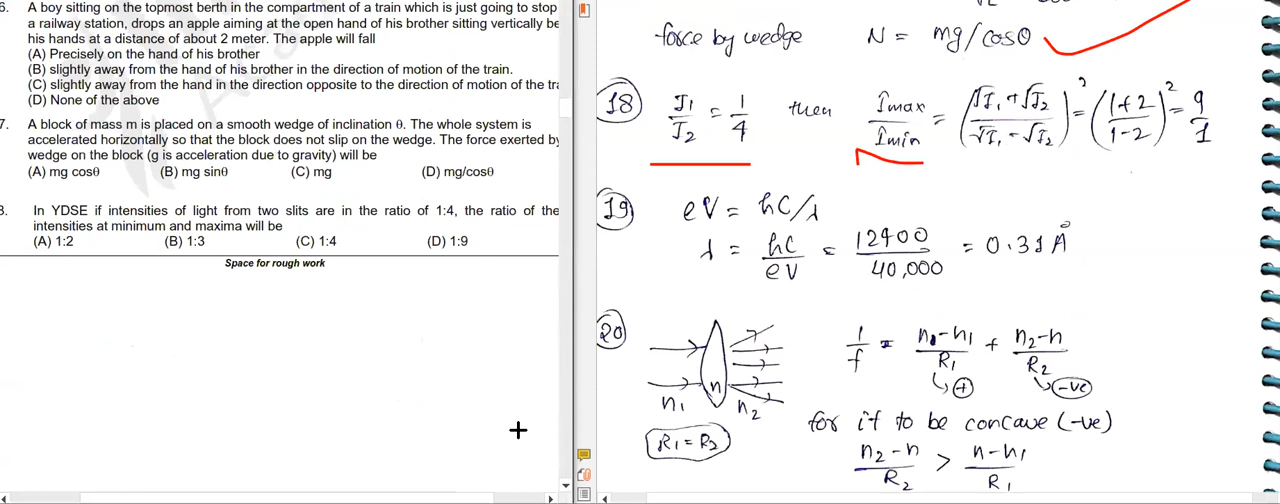 6. A boy sitting on the topmost berth in the compartment of a train which is just going to stop
a railway station, drops an apple aiming at the open hand of his brother sitting vertically be
his hands at a distance of about 2 meter. The apple will fall
(A) Precisely on the hand of his brother
(B) slightly away from the hand of his brother in the direction of motion of the train.
(C) slightly away from the hand in the direction opposite to the direction of motion of the tra
(D) None of the above
7. A block of mass m is placed on a smooth wedge of inclination θ. The whole system is
accelerated horizontally so that the block does not slip on the wedge. The force exerted by
wedge on the block (g is acceleration due to gravity) will be
(A) mg cosθ (B) mg sinθ (C) mg (D) mg/cosθ
8. In YDSE if intensities of light from two slits are in the ratio of 1:4, the ratio of the
intensities at minimum and maxima will be
(A) 1:2 (B) 1:3 (C) 1:4 (D) 1:9
Space for rough work
force by wedge N = mg/cosθ
18 I1/I2 = 1/4 then Imax/Imin = ((√I1 + √I2)/(√I1 - √I2))² = ((1+2)/(1-2))² = 9/1
19 eV = hC/λ
λ = hC/eV = 12400/40,000 = 0.31 Å
20 1/f = (n-n1)/R1 + (n2-n)/R2
(+) (-ve)
n1 n n2
for it to be concave (-ve)
R1 = R2
(n2-n)/R2 > (n-n1)/R1